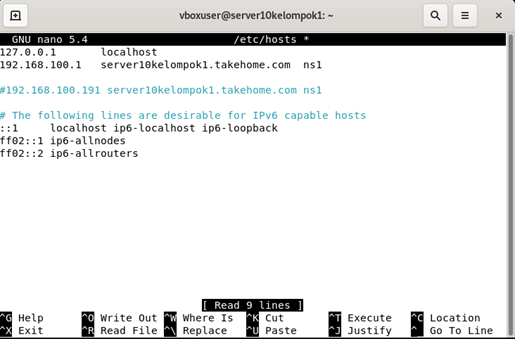 vboxuser@server10kelompok1: ~
GNU nano 5.4 /etc/hosts *
127.0.0.1 localhost
192.168.100.1 server10kelompok1.takehome.com ns1
#192.168.100.191 server10kelompok1.takehome.com ns1
# The following lines are desirable for IPv6 capable hosts
::1 localhost ip6-localhost ip6-loopback
ff02::1 ip6-allnodes
ff02::2 ip6-allrouters
[ Read 9 lines ]
^G Help ^O Write Out ^W Where Is ^K Cut ^T Execute ^C Location
^X Exit ^R Read File ^\ Replace ^U Paste ^J Justify ^_ Go To Line